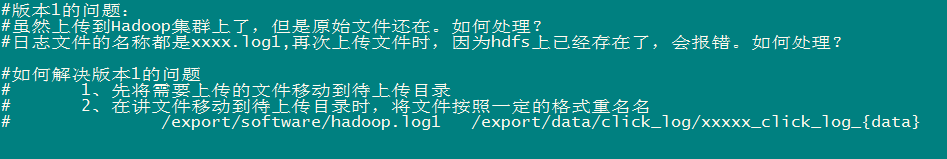 #版本1的问题:
#虽然上传到Hadoop集群上了，但是原始文件还在。如何处理？
#日志文件的名称都是xxxx.log1,再次上传文件时，因为hdfs上已经存在了，会报错。如何处理？
#如何解决版本1的问题
# 1、先将需要上传的文件移动到待上传目录
# 2、在讲文件移动到待上传目录时，将文件按照一定的格式重名名
# /export/software/hadoop.log1 /export/data/click_log/xxxxx_click_log_{data}